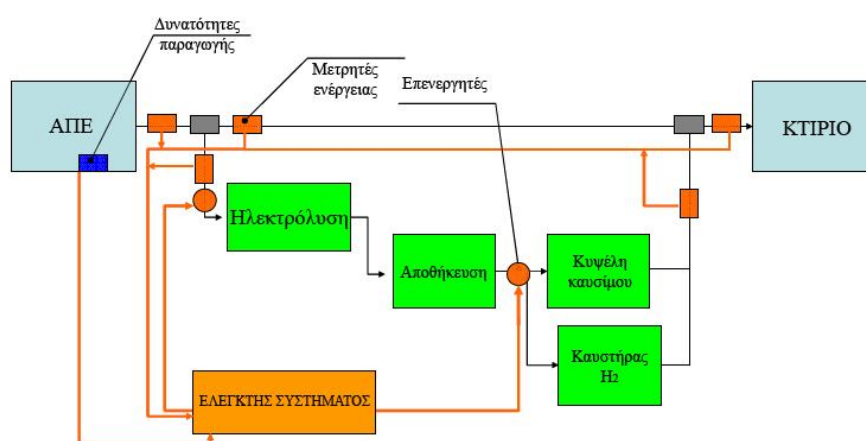 Δυνατότητες
παραγωγής
Μετρητές
ενέργειας
Επενεργητές
ΑΠΕ
ΚΤΙΡΙΟ
Ηλεκτρόλυση
Αποθήκευση
Κυψέλη
καυσίμου
Καυστήρας
H2
ΕΛΕΓΚΤΗΣ ΣΥΣΤΗΜΑΤΟΣ